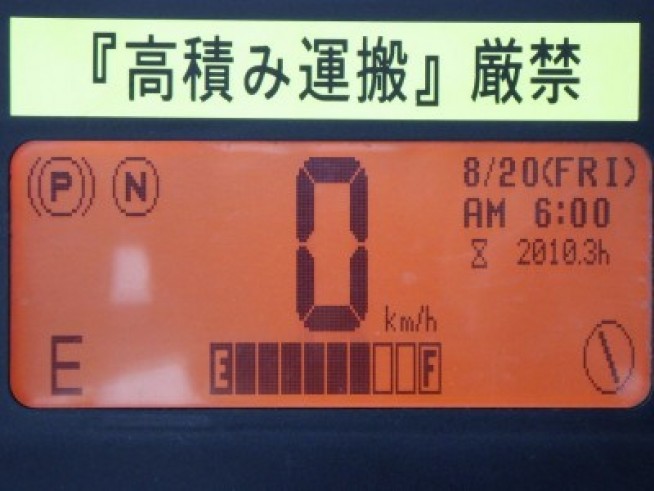 『高積み運搬』厳禁
P N 0 km/h 8/20(FRI)
AM 6:00
2010.3h
E E F